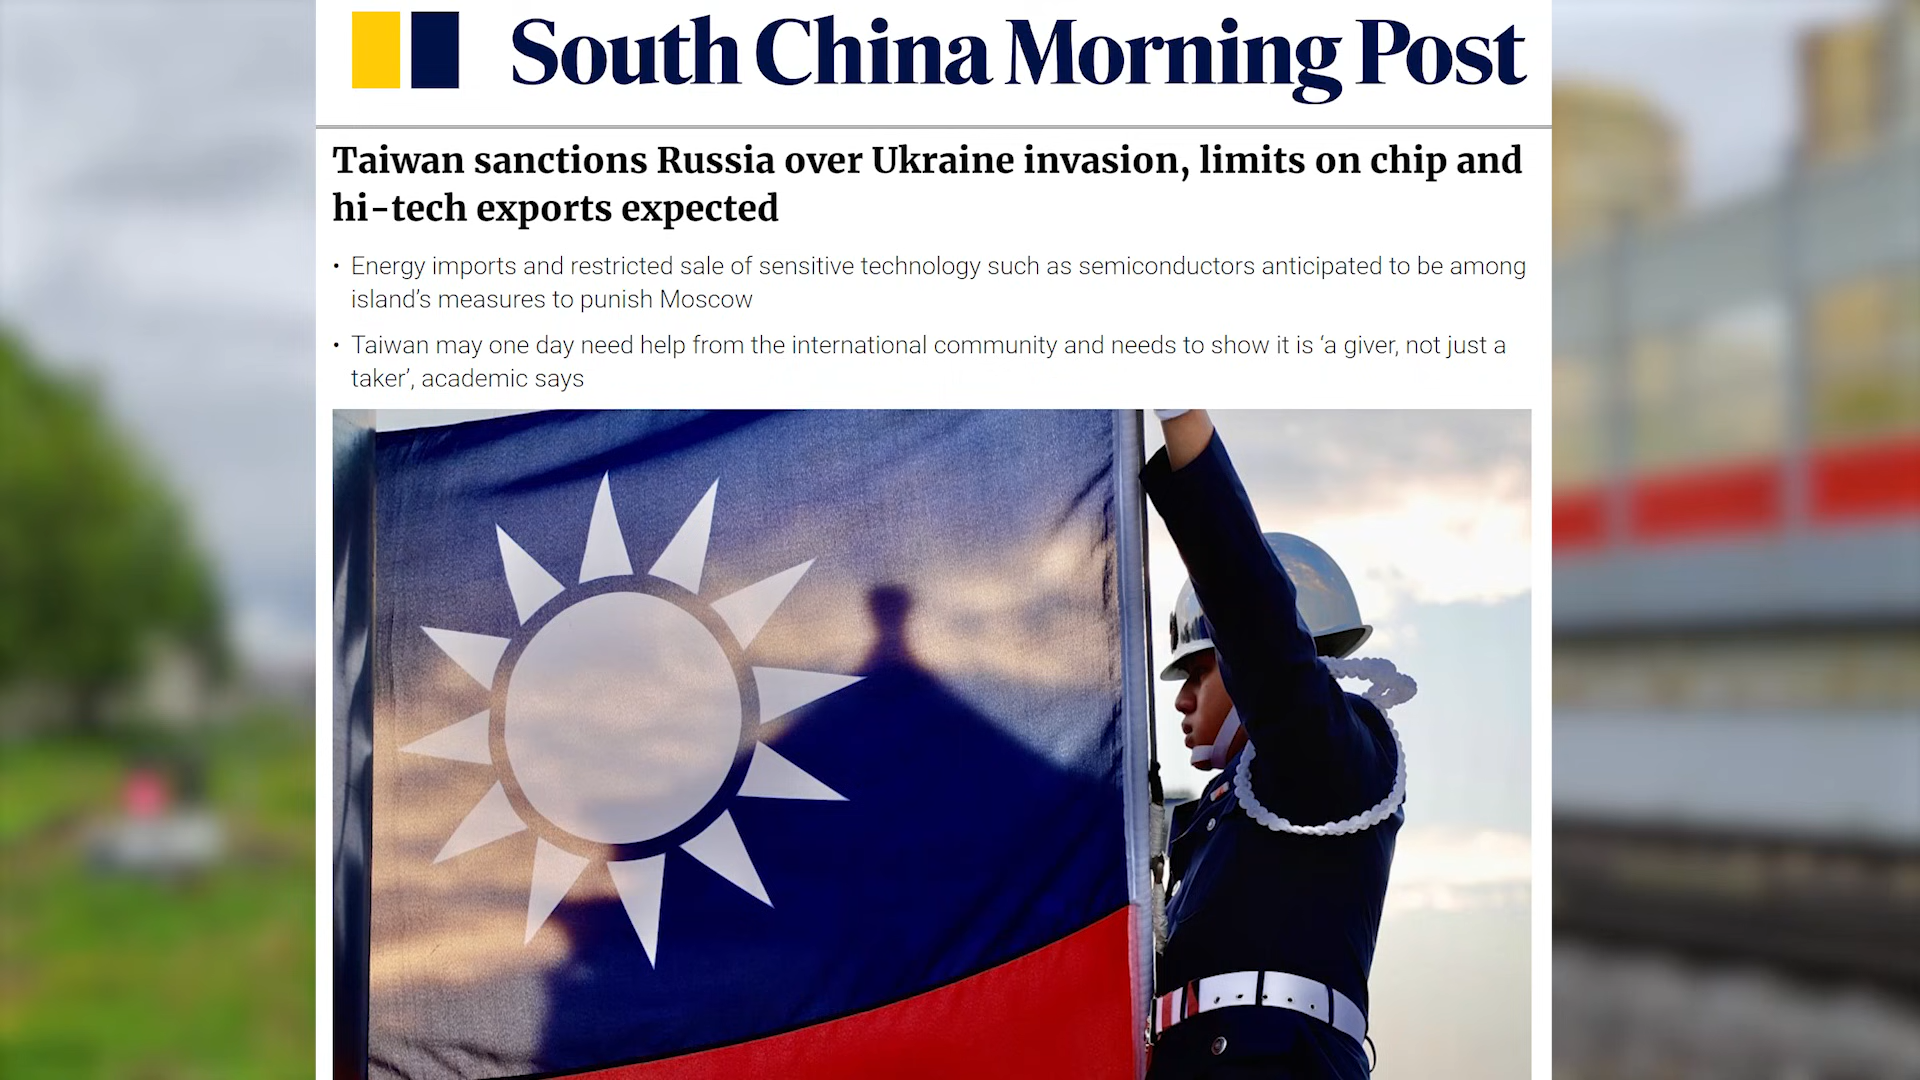 South China Morning Post
Taiwan sanctions Russia over Ukraine invasion, limits on chip and
hi-tech exports expected
• Energy imports and restricted sale of sensitive technology such as semiconductors anticipated to be among
island’s measures to punish Moscow
• Taiwan may one day need help from the international community and needs to show it is ‘a giver, not just a
taker’, academic says